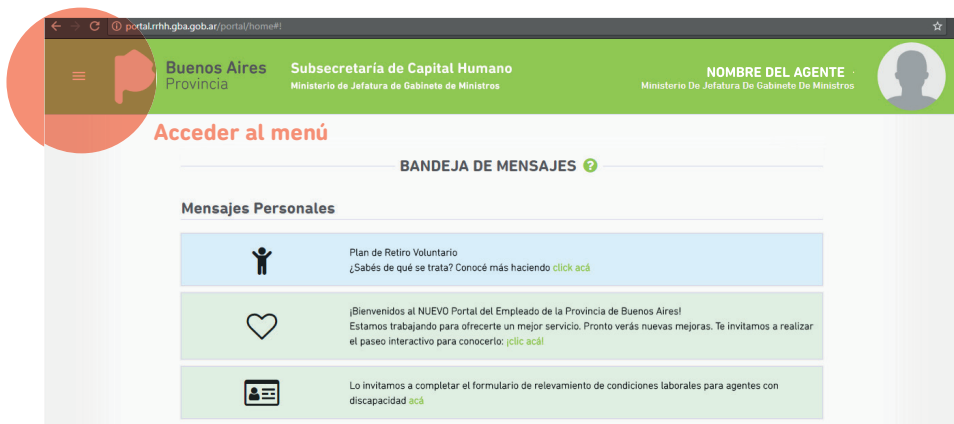 portal.rrhh.gba.gob.ar/portal/home#!
Buenos Aires
Provincia
Subsecretaría de Capital Humano
Ministerio de Jefatura de Gabinete de Ministros
NOMBRE DEL AGENTE
Ministerio De Jefatura De Gabinete De Ministros
Acceder al menú
BANDEJA DE MENSAJES ?
Mensajes Personales
Plan de Retiro Voluntario
¿Sabés de qué se trata? Conocé más haciendo click acá
¡Bienvenidos al NUEVO Portal del Empleado de la Provincia de Buenos Aires!
Estamos trabajando para ofrecerte un mejor servicio. Pronto verás nuevas mejoras. Te invitamos a realizar
el paseo interactivo para conocerlo: ¡clic acá!
Lo invitamos a completar el formulario de relevamiento de condiciones laborales para agentes con
discapacidad acá